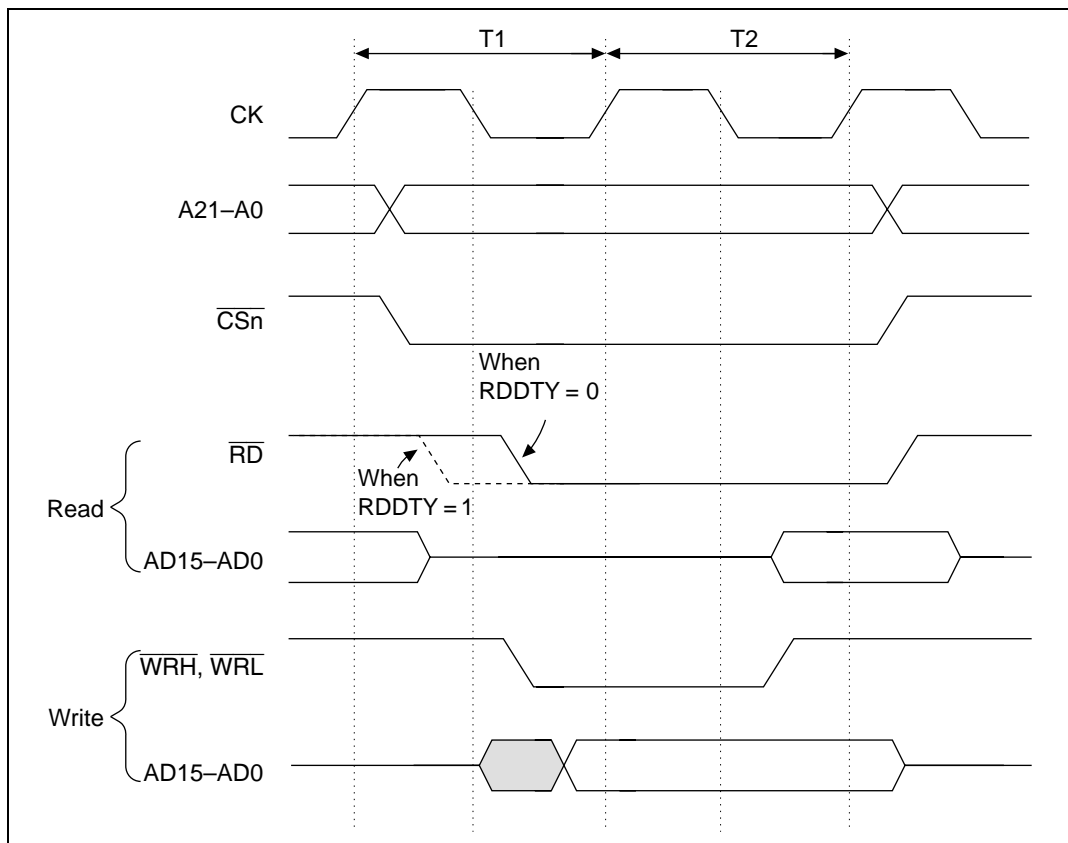 T1 T2
CK
A21–A0
CSn
When
RDDTY = 0
RD
When
RDDTY = 1
Read
AD15–AD0
WRH, WRL
Write
AD15–AD0